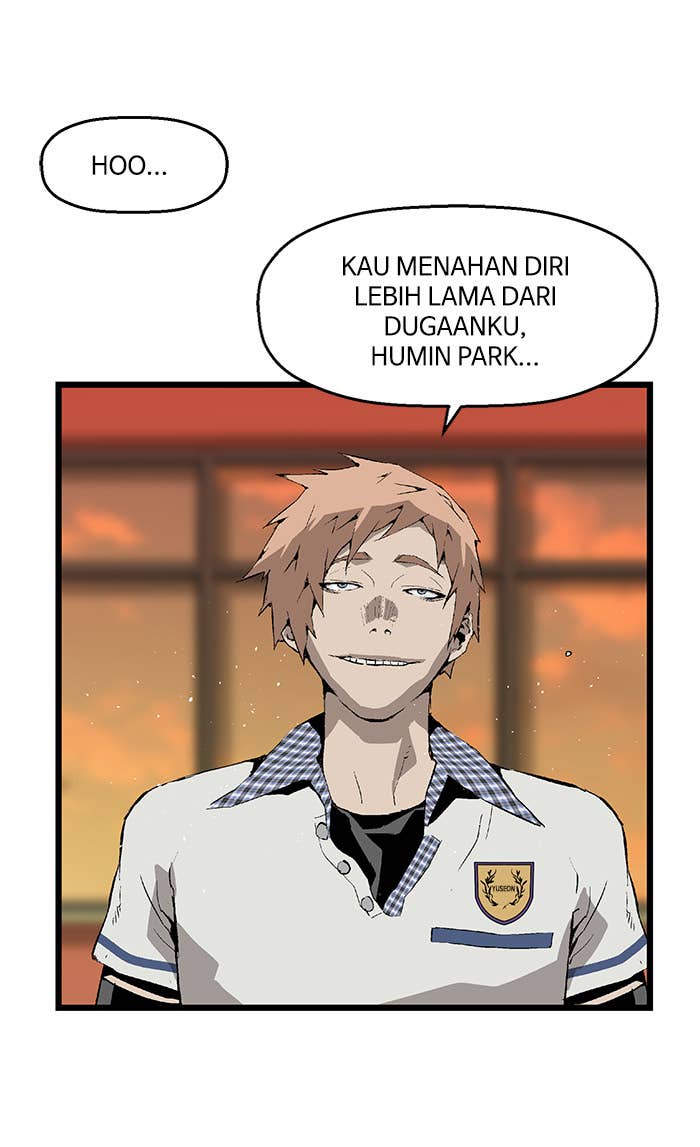 HOO...
KAU MENAHAN DIRI
LEBIH LAMA DARI
DUGAANKU,
HUMIN PARK...
YUSEON